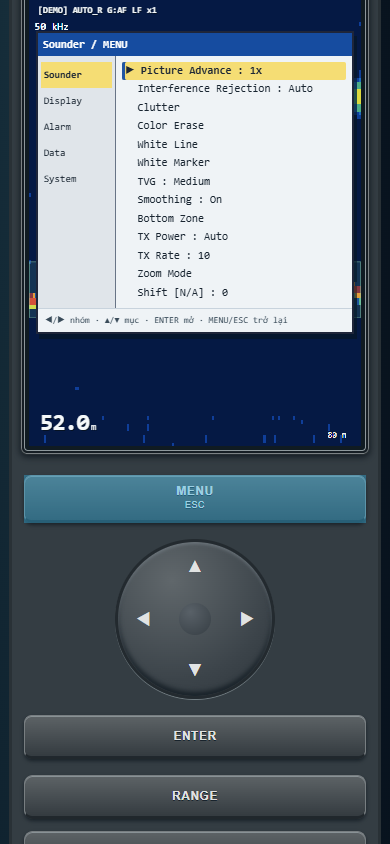 [DEMO] AUTO_R G:AF LF x1
50 kHz
Sounder / MENU
Sounder
Display
Alarm
Data
System
▶ Picture Advance : 1x
Interference Rejection : Auto
Clutter
Color Erase
White Line
White Marker
TVG : Medium
Smoothing : On
Bottom Zone
TX Power : Auto
TX Rate : 10
Zoom Mode
Shift [N/A] : 0
◀/▶ nhóm · ▲/▼ mục · ENTER mở · MENU/ESC trở lại
52.0m
80 m
MENU
ESC
▲
◀ ▶
▼
ENTER
RANGE